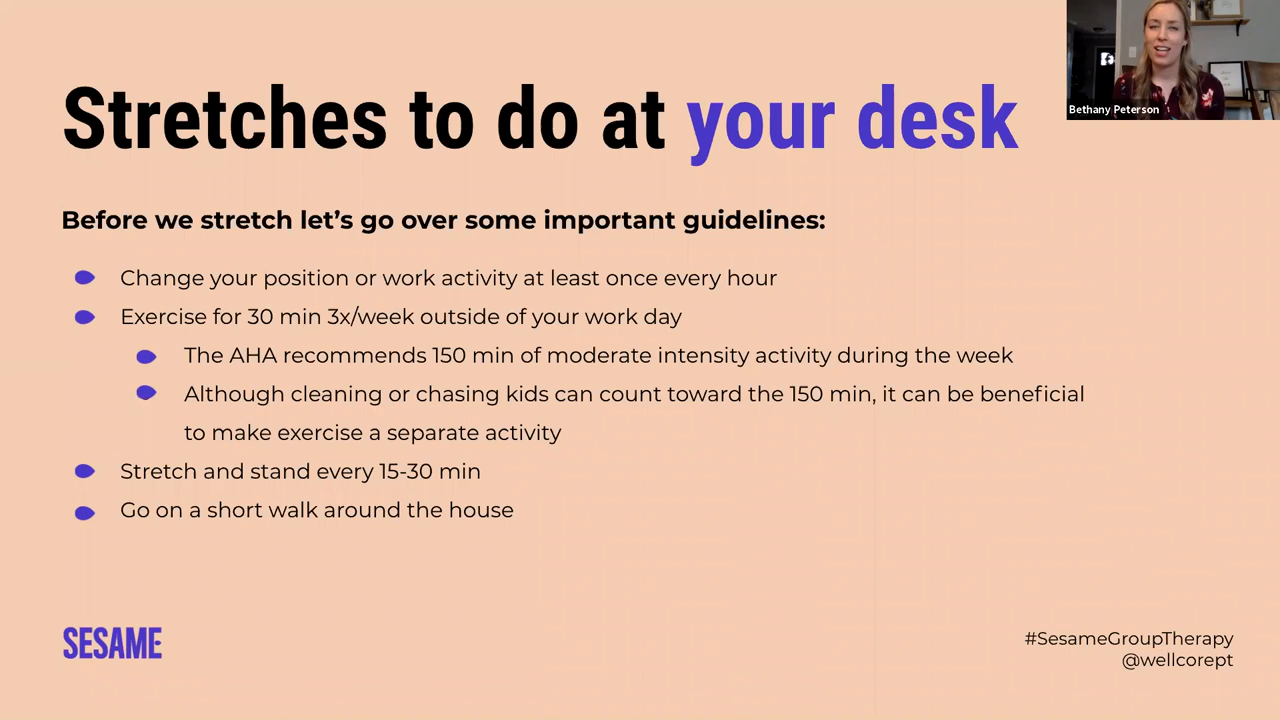 Stretches to do at your desk
Bethany Peterson
Before we stretch let’s go over some important guidelines:
Change your position or work activity at least once every hour
Exercise for 30 min 3x/week outside of your work day
The AHA recommends 150 min of moderate intensity activity during the week
Although cleaning or chasing kids can count toward the 150 min, it can be beneficial
to make exercise a separate activity
Stretch and stand every 15-30 min
Go on a short walk around the house
SESAME
#SesameGroupTherapy
@wellcorept